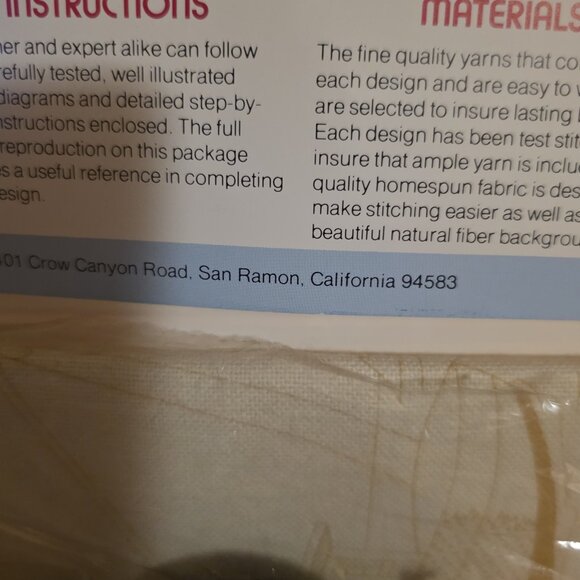 INSTRUCTIONS
ner and expert alike can follow
efully tested, well illustrated
diagrams and detailed step-by-
nstructions enclosed. The full
reproduction on this package
s a useful reference in completing
esign.
MATERIALS
The fine quality yarns that co
each design and are easy to
are selected to insure lasting
Each design has been test stit
insure that ample yarn is inclu
quality homespun fabric is des
make stitching easier as well as
beautiful natural fiber backgrou
401 Crow Canyon Road, San Ramon, California 94583